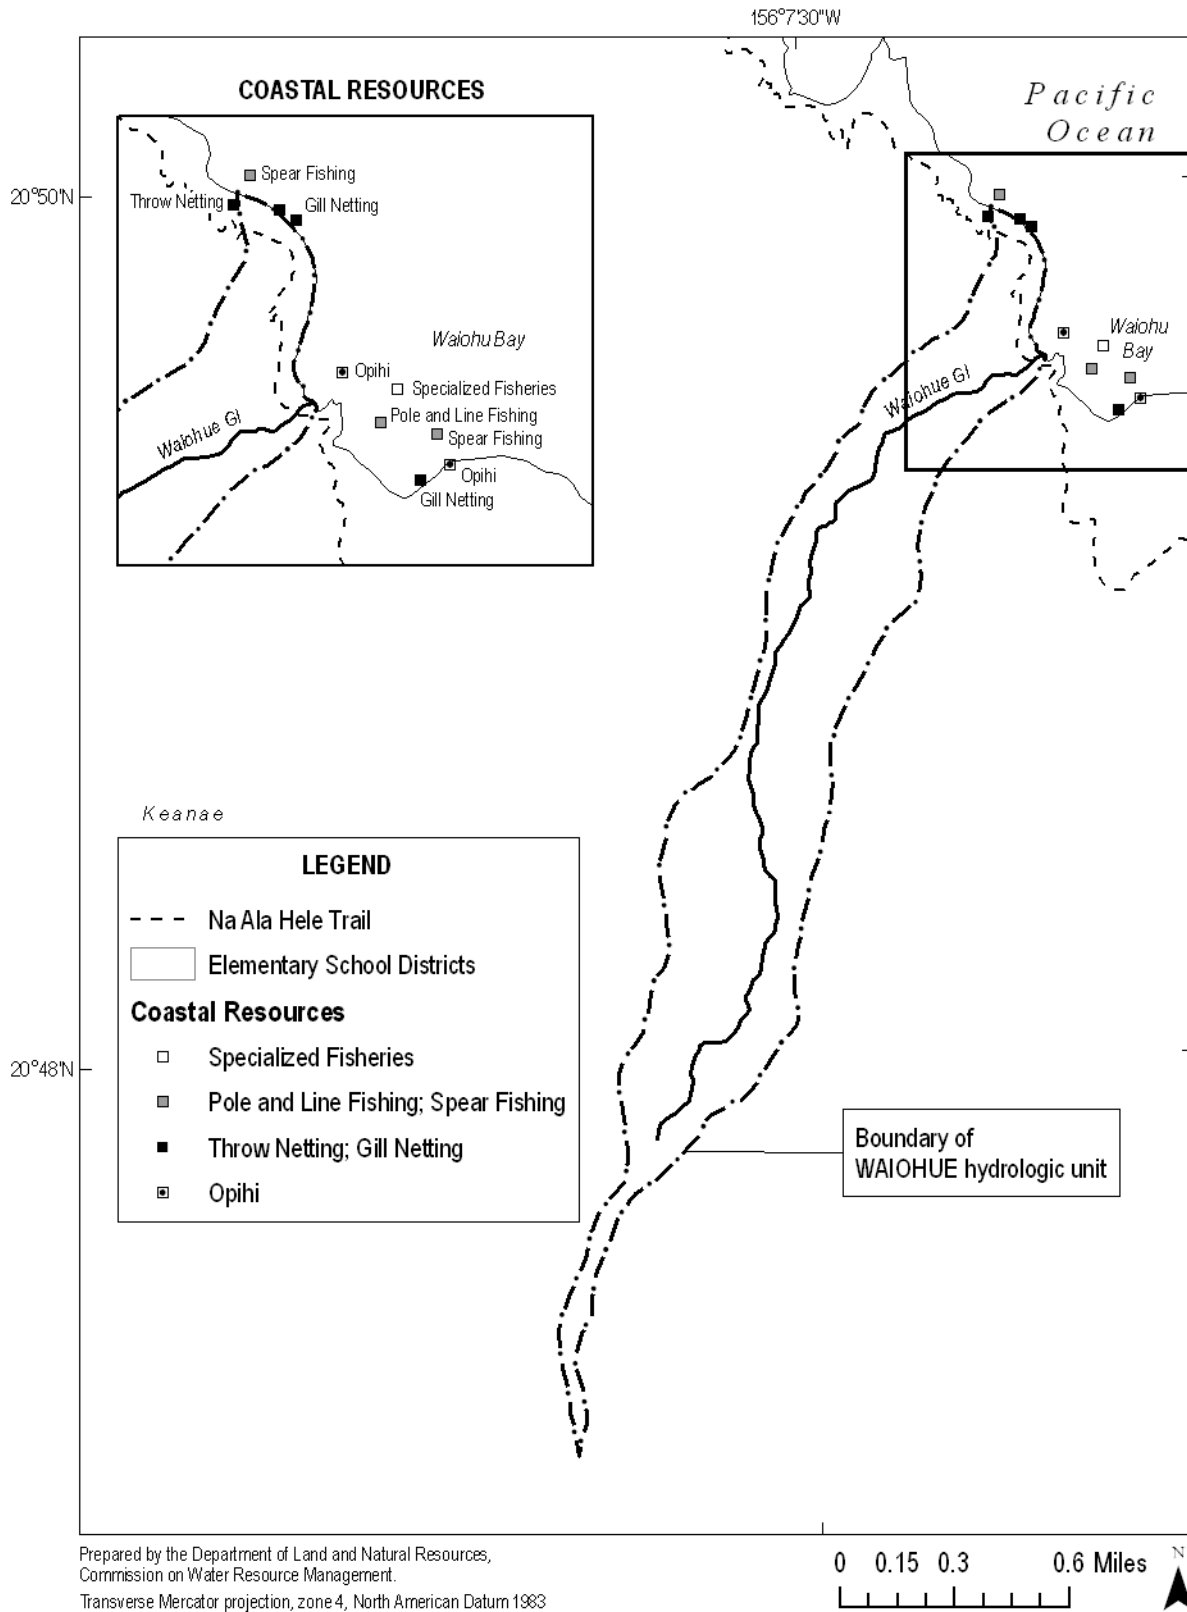 156°7'30"W
COASTAL RESOURCES
Pacific
Ocean
Spear Fishing
Throw Netting
Gill Netting
20°50'N
Waiohu Bay
Opihi
Specialized Fisheries
Pole and Line Fishing
Spear Fishing
Waiohue Gl
Opihi
Gill Netting
Waiohu
Bay
Waiohue Gl
Keanae
LEGEND
Na Ala Hele Trail
Elementary School Districts
Coastal Resources
Specialized Fisheries
Pole and Line Fishing; Spear Fishing
Throw Netting; Gill Netting
Opihi
20°48'N
Boundary of
WAIOHUE hydrologic unit
Prepared by the Department of Land and Natural Resources,
Commission on Water Resource Management.
Transverse Mercator projection, zone 4, North American Datum 1983
0 0.15 0.3 0.6 Miles
N